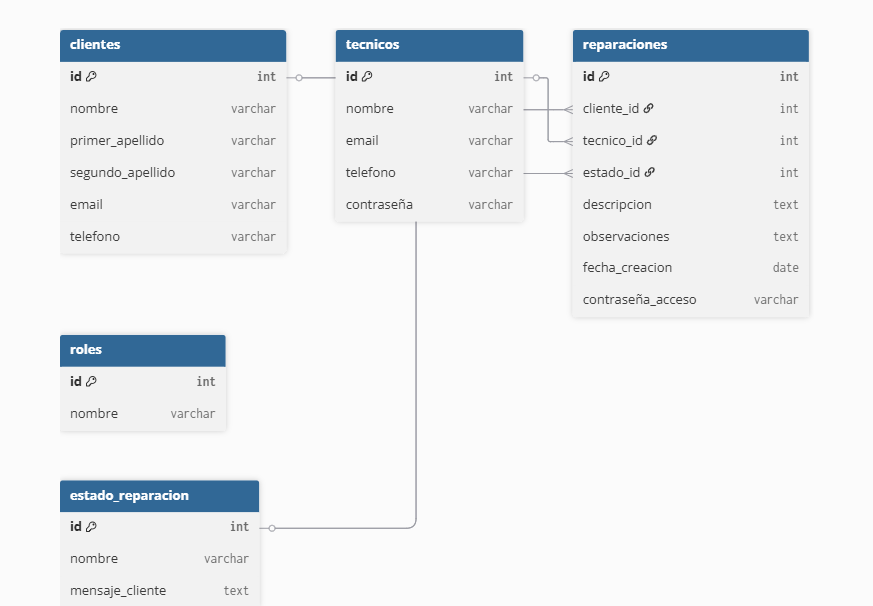 clientes
id int
nombre varchar
primer_apellido varchar
segundo_apellido varchar
email varchar
telefono varchar
tecnicos
id int
nombre varchar
email varchar
telefono varchar
contraseña varchar
reparaciones
id int
cliente_id int
tecnico_id int
estado_id int
descripcion text
observaciones text
fecha_creacion date
contraseña_acceso varchar
roles
id int
nombre varchar
estado_reparacion
id int
nombre varchar
mensaje_cliente text